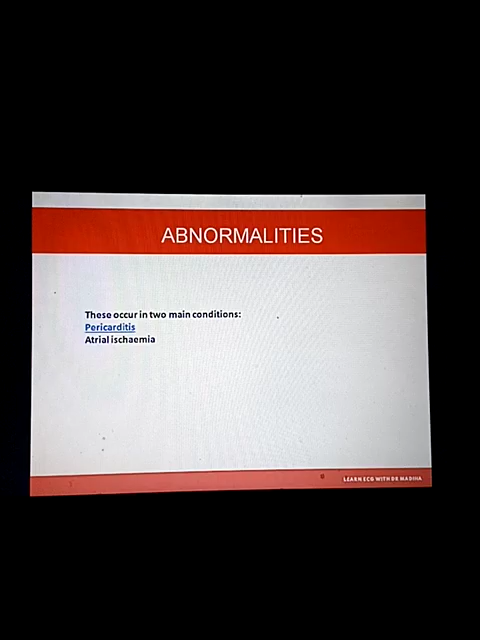 ABNORMALITIES
These occur in two main conditions:
Pericarditis
Atrial ischaemia
LEARN ECG WITH DR MADIHA